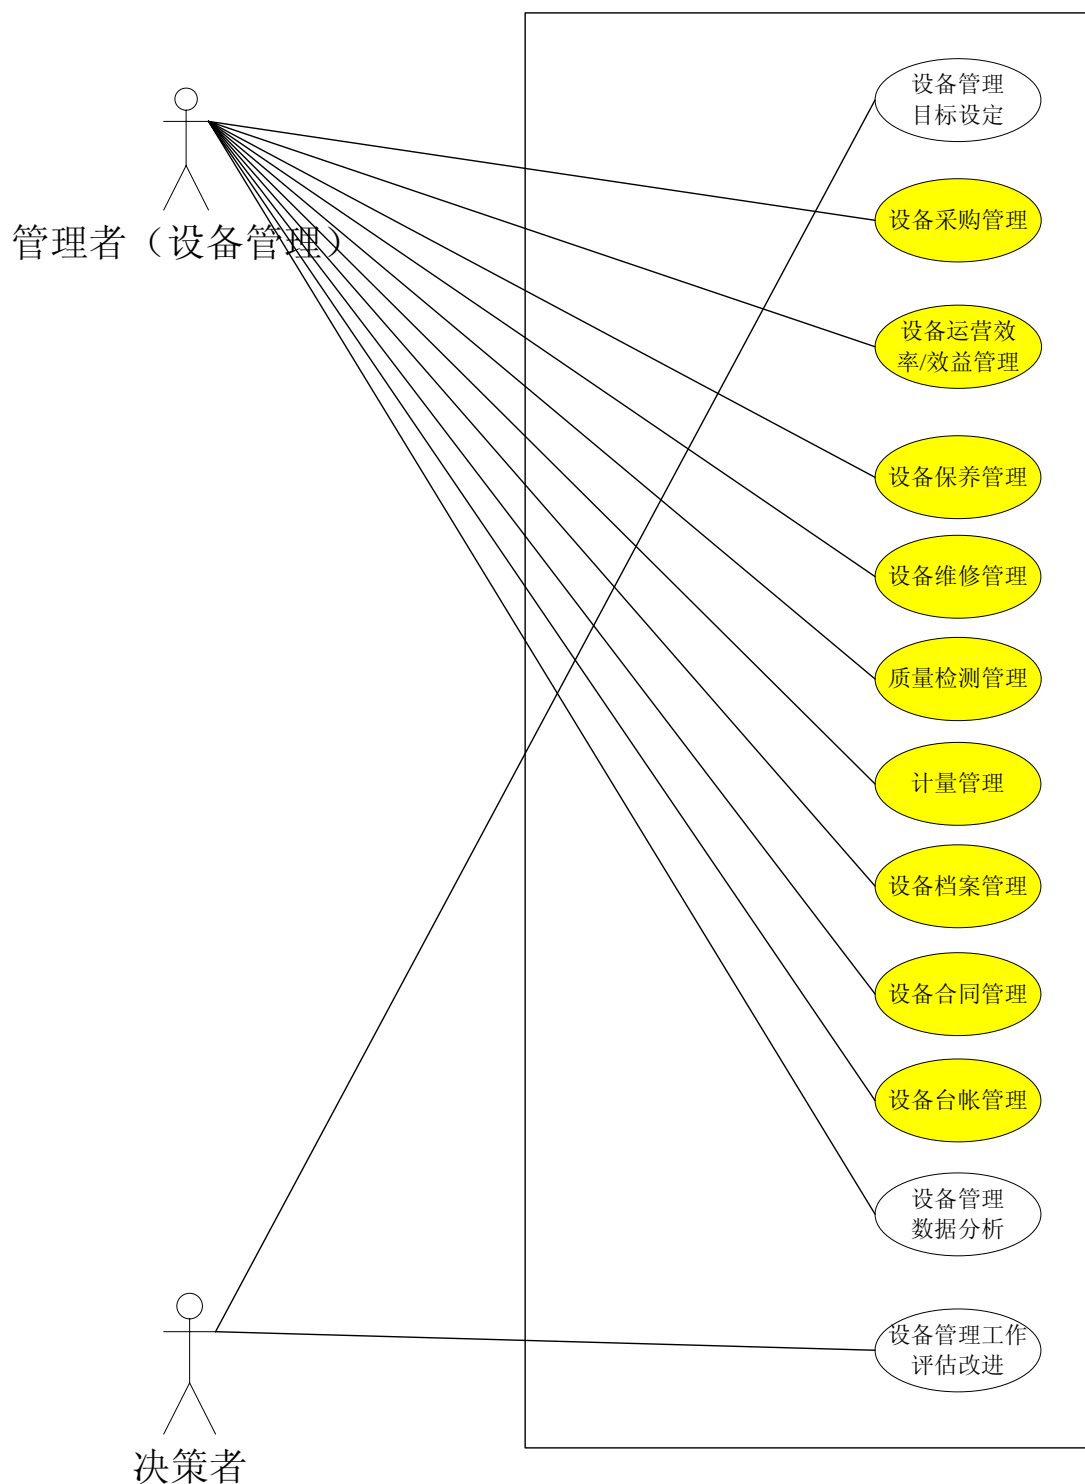 设备管理
目标设定
管理者（设备管理）
设备采购管理
设备运营效
率/效益管理
设备保养管理
设备维修管理
质量检测管理
计量管理
设备档案管理
设备合同管理
设备台帐管理
设备管理
数据分析
设备管理工作
评估改进
决策者